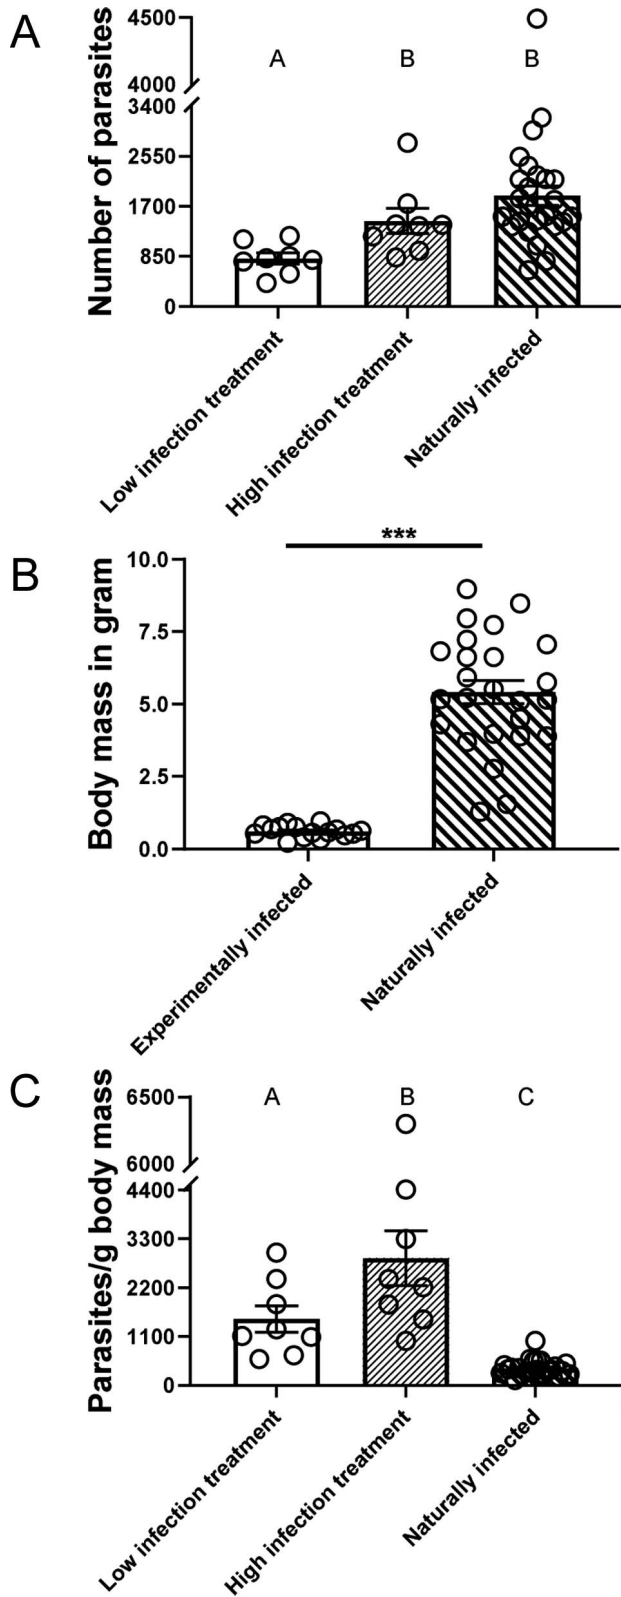 A
Number of parasites
4500
4000
3400
2550
1700
850
0
A B B
Low infection treatment
High infection treatment
Naturally infected
B
Body mass in gram
10.0
7.5
5.0
2.5
0.0
***
Experimentally infected
Naturally infected
C
Parasites/g body mass
6500
6000
4400
3300
2200
1100
0
A B C
Low infection treatment
High infection treatment
Naturally infected